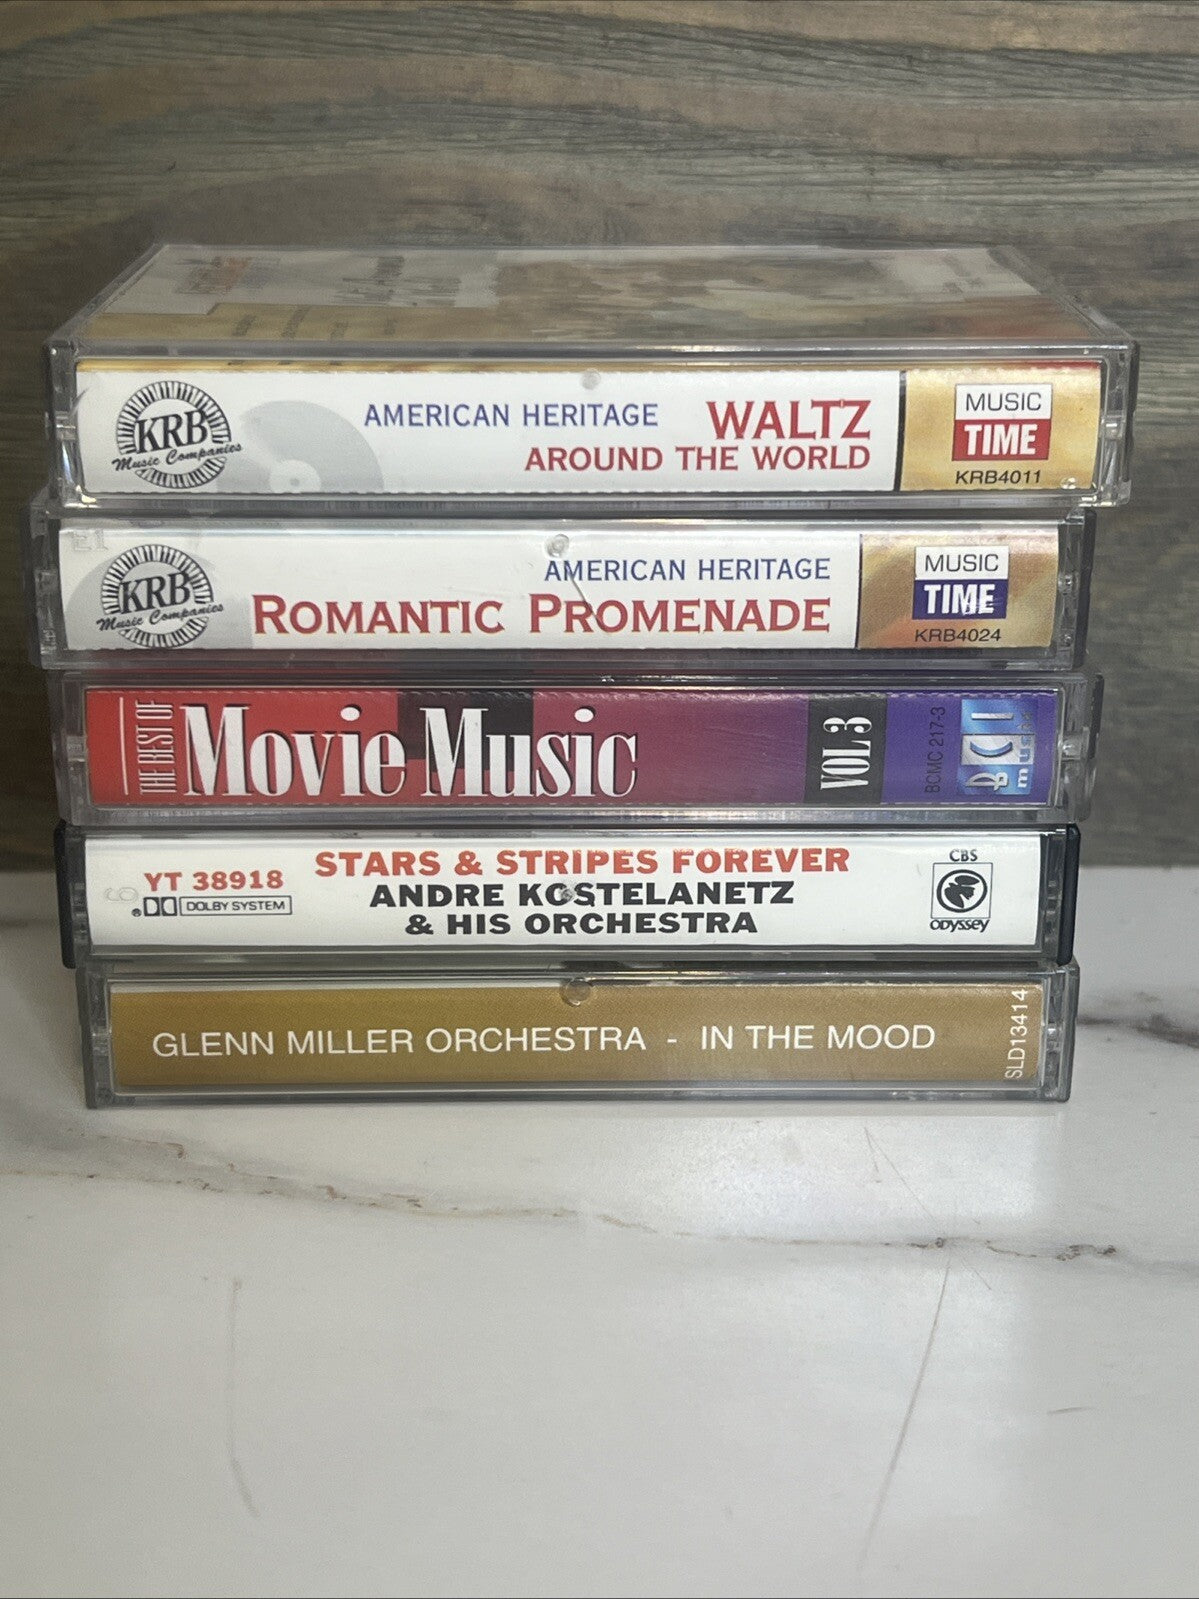 KRB
Music Companies
AMERICAN HERITAGE WALTZ
AROUND THE WORLD
MUSIC
TIME
KRB4011
KRB
Music Companies
AMERICAN HERITAGE
ROMANTIC PROMENADE
MUSIC
TIME
KRB4024
THE BEST OF
Movie Music
VOL 3
BCMC 217-3
BCI
music
YT 38918
DOLBY SYSTEM
STARS & STRIPES FOREVER
ANDRE KOSTELANETZ
& HIS ORCHESTRA
CBS
ODYSSEY
GLENN MILLER ORCHESTRA - IN THE MOOD
SLD13414